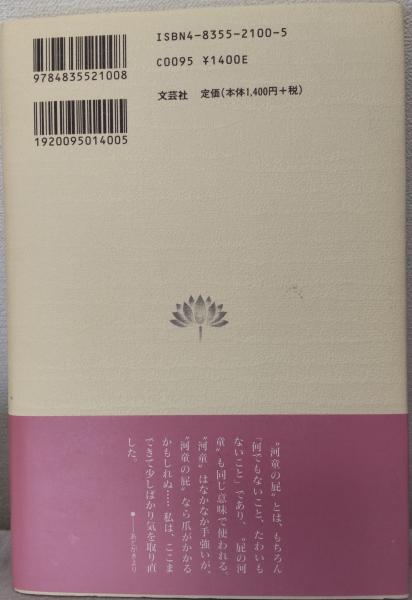 ISBN4-8355-2100-5
C0095 ¥1400E
文芸社 定価(本体1,400円+税)
9784835521008
1920095014005
〝河童の屁〟とは、もちろん
「何でもないこと、たわいも
ないこと」であり、〝屁の河
童〟も同じ意味で使われる。
〝河童〟はなかなか手強いが、
〝河童の屁〟なら爪がかかる
かもしれぬ……私は、ここま
できて少しばかり気を取り直
した。
●――あとがきより